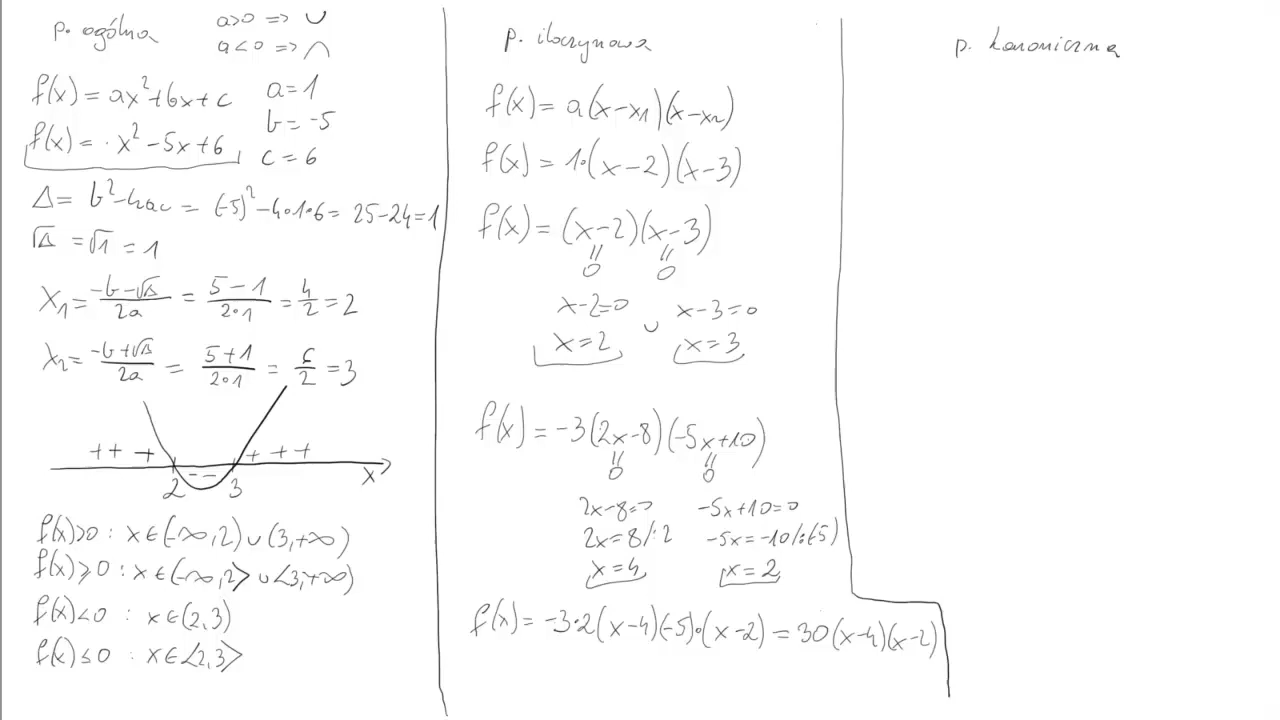 p. ogólna
a>0 => ∪
a<0 => ∩
f(x) = ax²+bx+c
a=1
b=-5
f(x) = x² - 5x + 6
c=6
Δ = b²-4ac = (-5)² - 4•1•6 = 25-24 = 1
√Δ = √1 = 1
x₁ = (-b-√Δ)/2a = (5-1)/(2•1) = 4/2 = 2
x₂ = (-b+√Δ)/2a = (5+1)/(2•1) = 6/2 = 3
+ + + + + +
- -
2 3 x
f(x)>0 : x∈(-∞,2)∪(3,+∞)
f(x)⩾0 : x∈(-∞,2>∪<3,+∞)
f(x)<0 : x∈(2,3)
f(x)≤0 : x∈<2,3>
p. iloczynowa
f(x) = a(x-x₁)(x-x₂)
f(x) = 1•(x-2)(x-3)
f(x) = (x-2)(x-3)
= =
0 0
x-2=0 ∪ x-3=0
x=2 x=3
f(x) = -3(2x-8)(-5x+10)
= =
0 0
2x-8=0 -5x+10=0
2x=8/:2 -5x=-10/:(-5)
x=4 x=2
f(x) = -3•2(x-4)(-5)•(x-2) = 30(x-4)(x-2)
p. kanoniczna